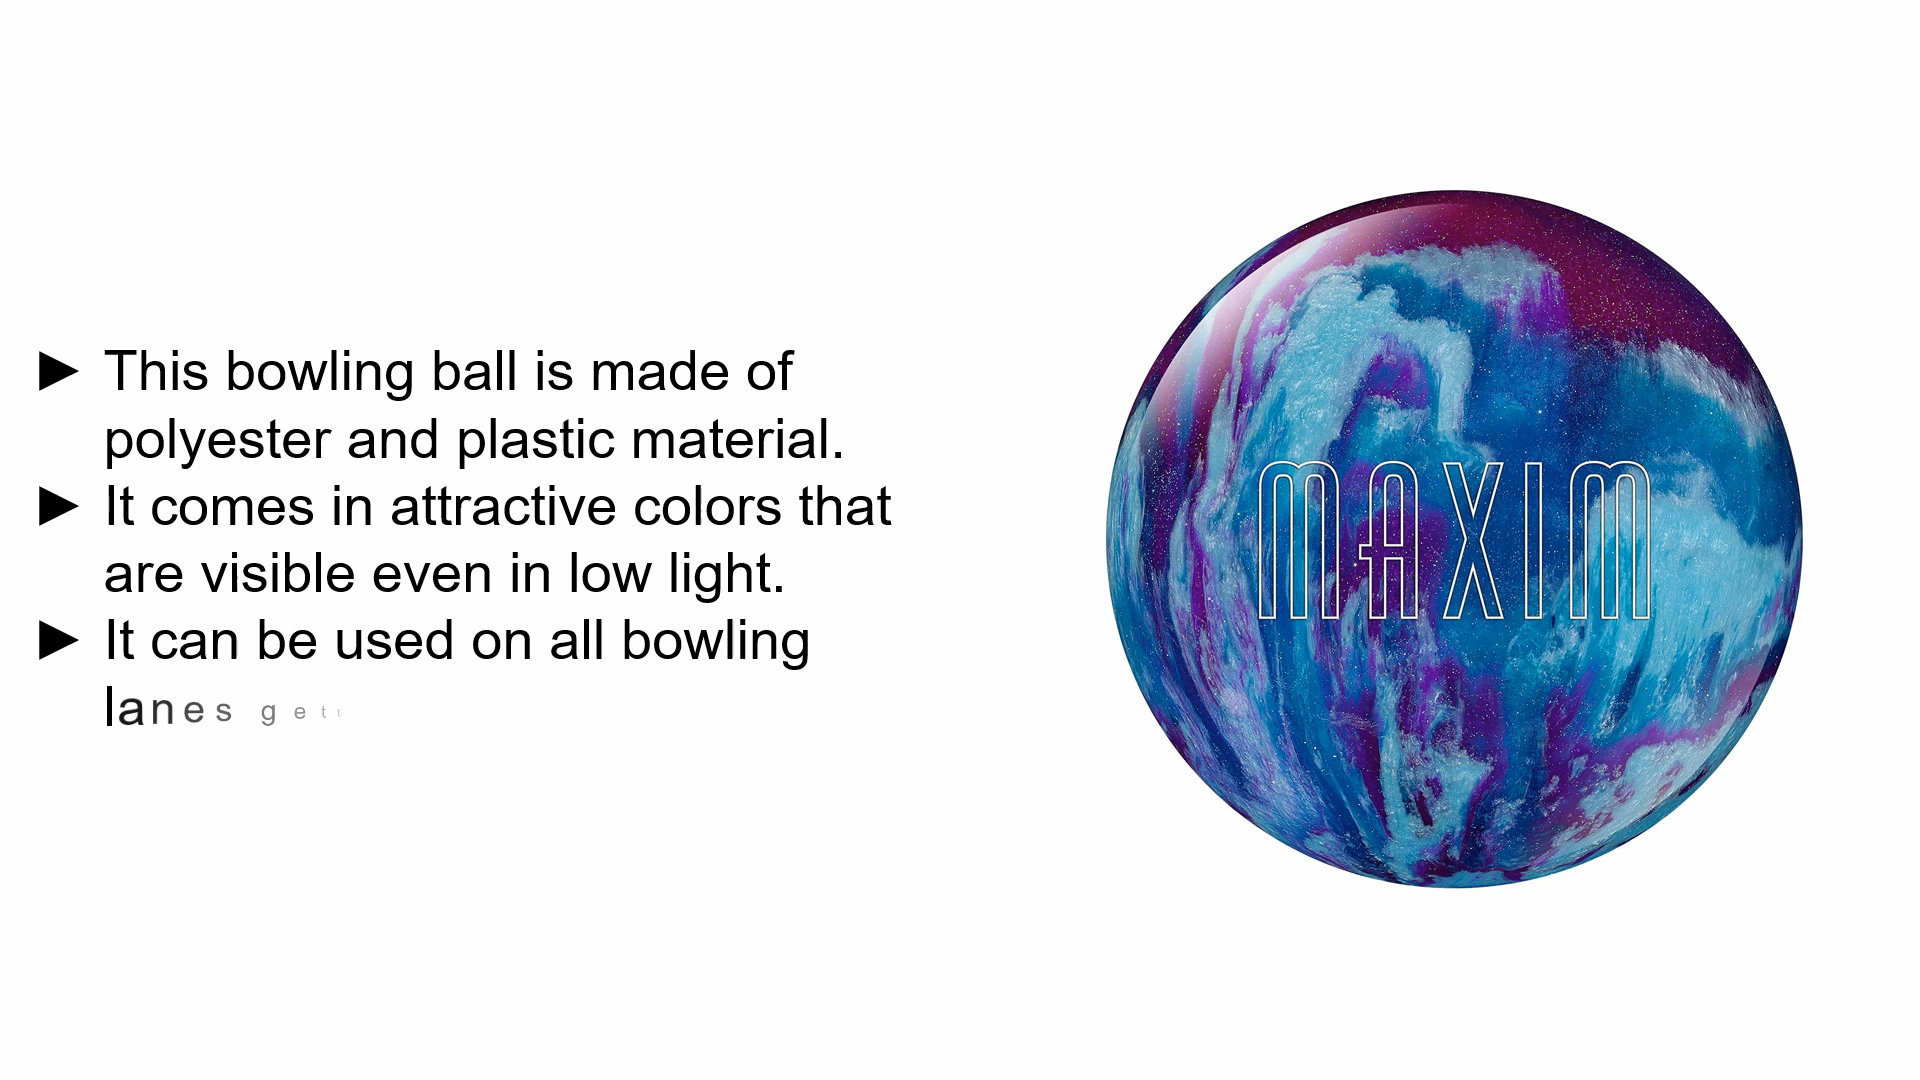 ► This bowling ball is made of
polyester and plastic material.
► It comes in attractive colors that
are visible even in low light.
► It can be used on all bowling
lanes
MAXIM